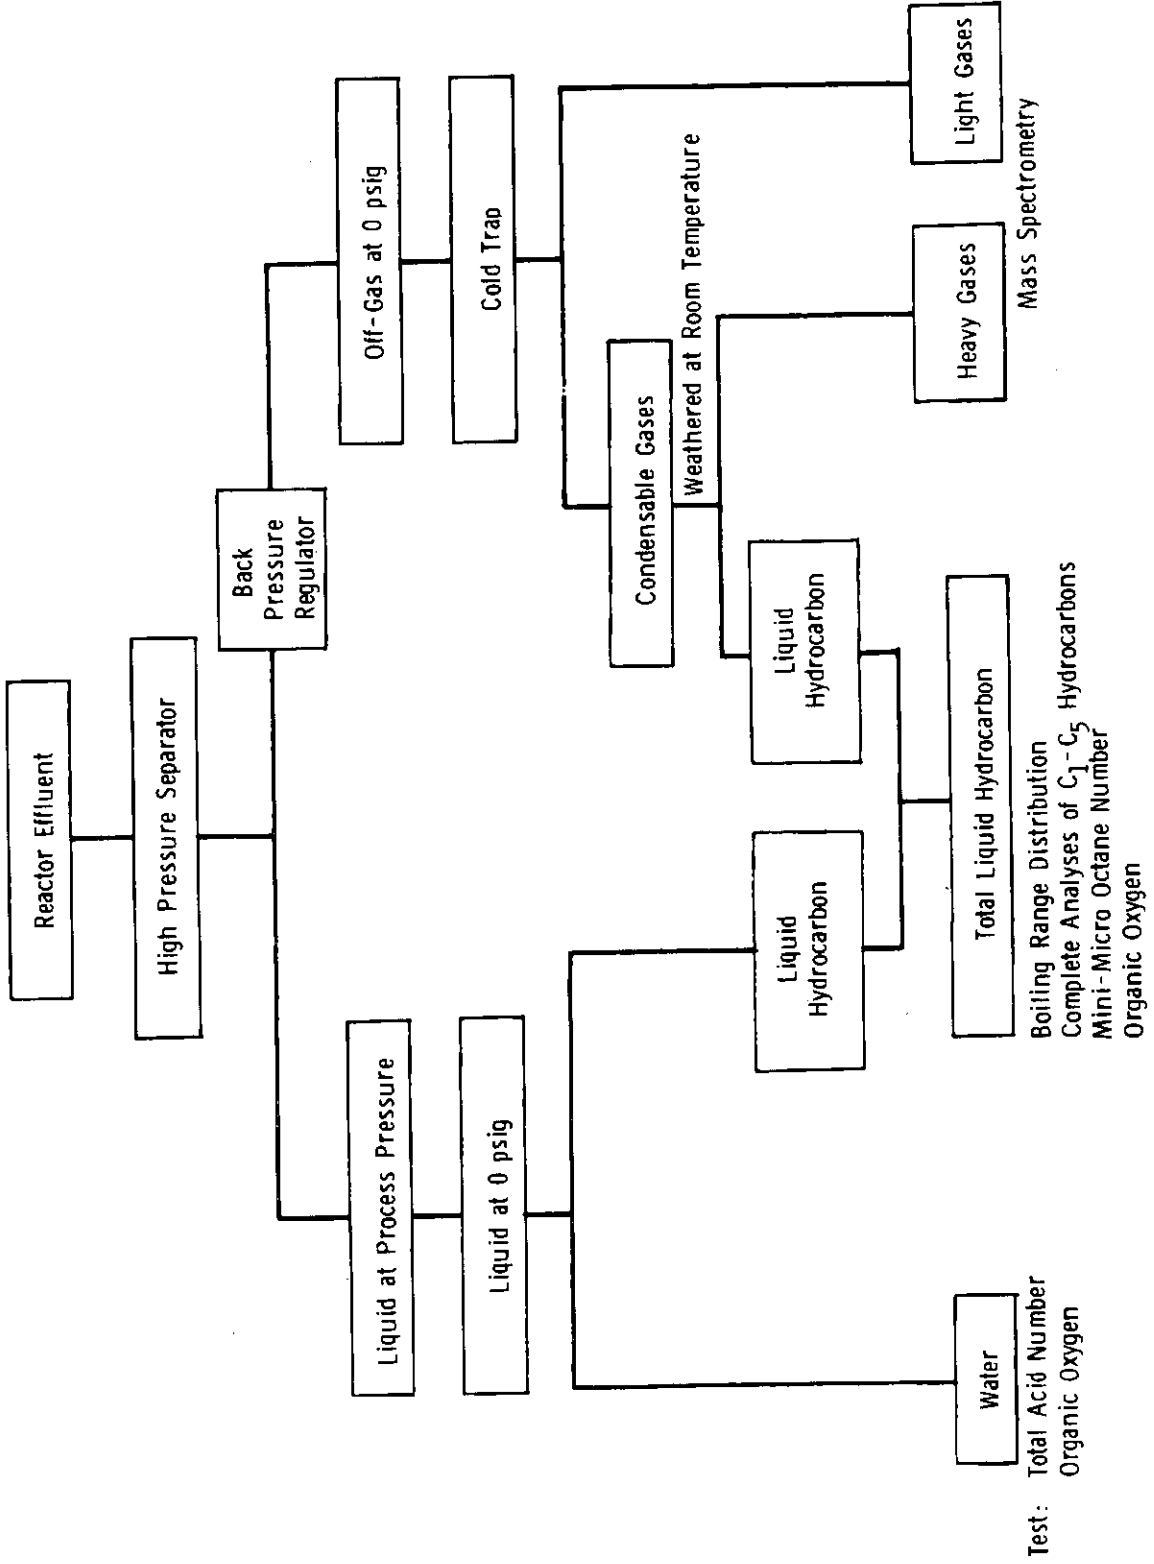 Reactor Effluent
High Pressure Separator
Back
Pressure
Regulator
Liquid at Process Pressure
Off-Gas at 0 psig
Liquid at 0 psig
Cold Trap
Condensable Gases
Weathered at Room Temperature
Liquid
Hydrocarbon
Liquid
Hydrocarbon
Water
Total Liquid Hydrocarbon
Heavy Gases
Light Gases
Test: Total Acid Number
Organic Oxygen
Boiling Range Distribution
Complete Analyses of C1-C5 Hydrocarbons
Mini-Micro Octane Number
Organic Oxygen
Mass Spectrometry